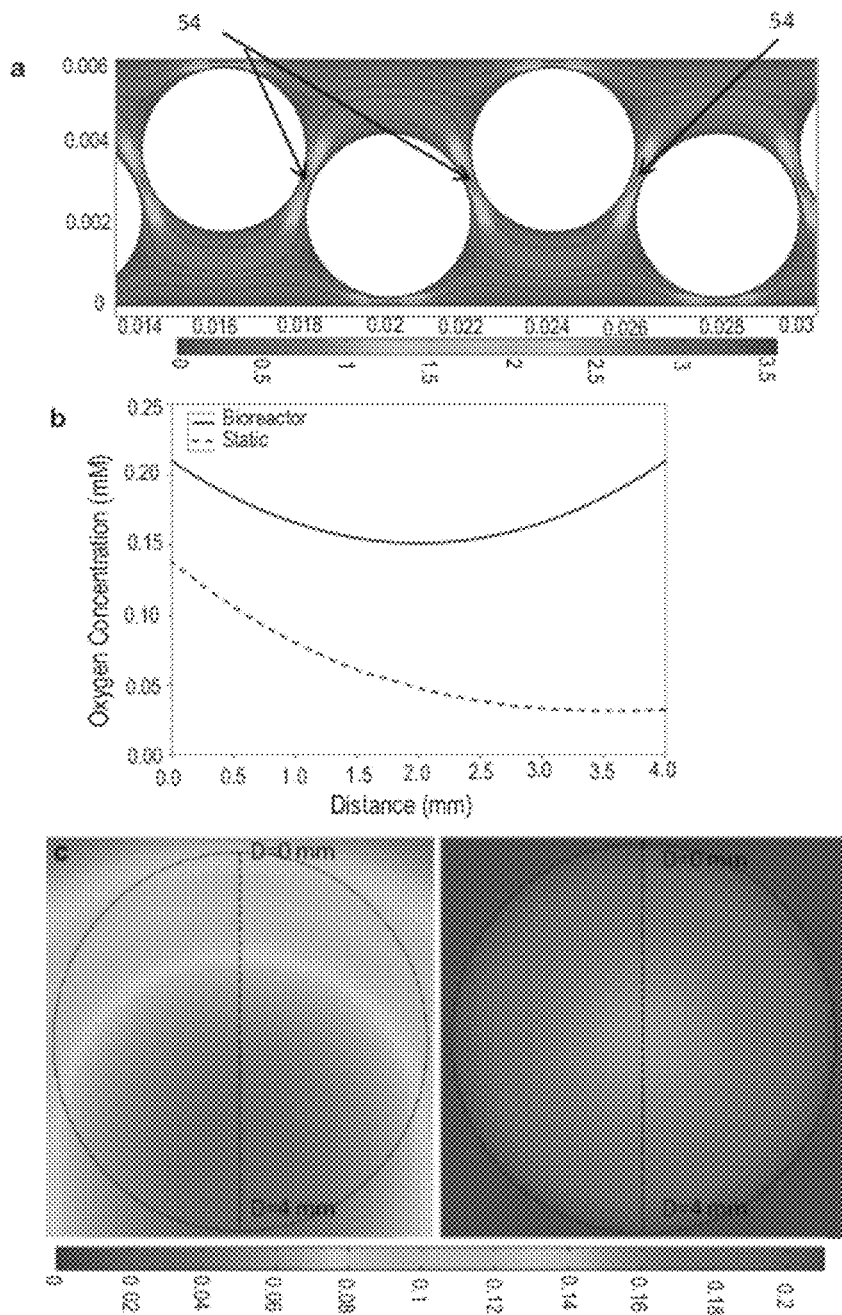 54 54
a
0.006
0.004
0.002
0
0.014 0.016 0.018 0.02 0.022 0.024 0.026 0.028 0.03
0 0.5 1 1.5 2 2.5 3 3.5
b
0.25
0.20
0.15
0.10
0.05
0.00
Oxygen Concentration (mM)
Bioreactor
Static
0.0 0.5 1.0 1.5 2.0 2.5 3.0 3.5 4.0
Distance (mm)
c
D=0 mm D=0 mm
D=4 mm D=4 mm
0 0.02 0.04 0.06 0.08 0.1 0.12 0.14 0.16 0.18 0.2